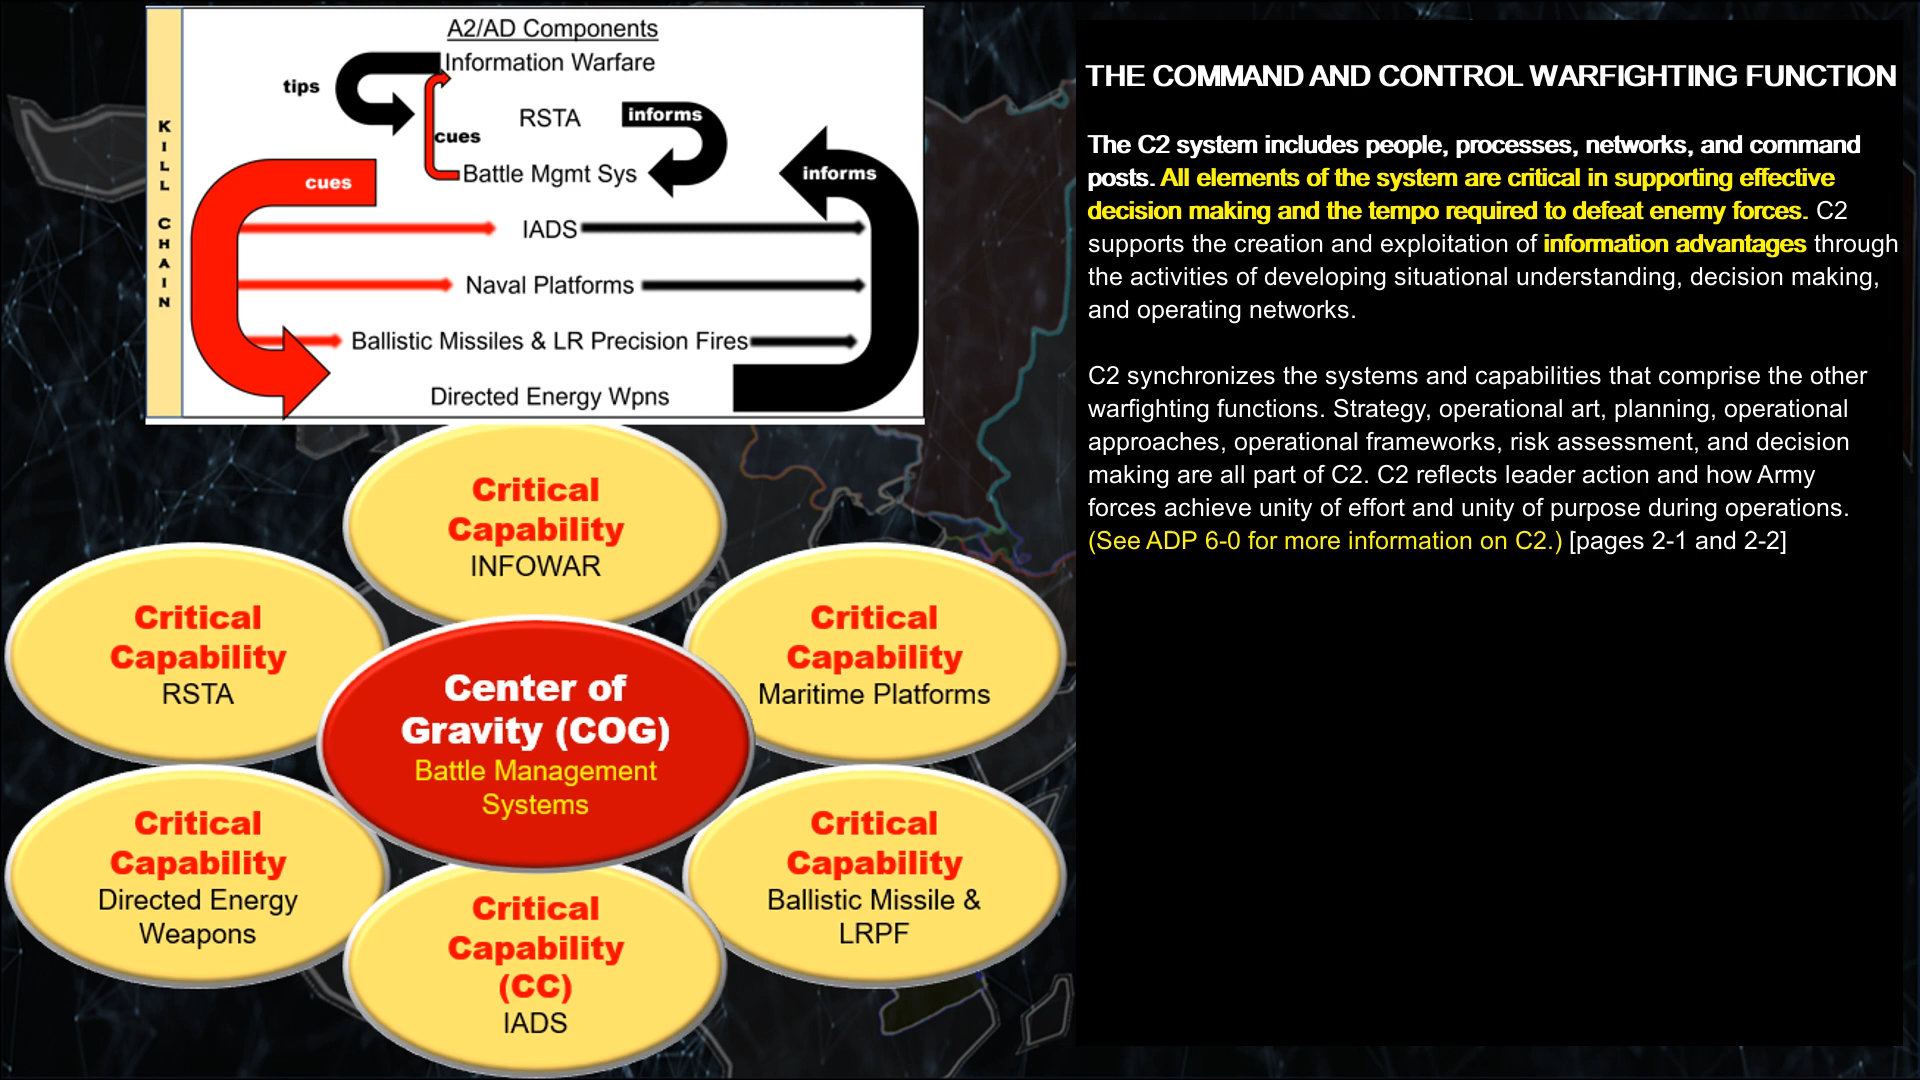 A2/AD Components
Information Warfare
tips
RSTA
informs
cues
Battle Mgmt Sys
informs
cues
IADS
Naval Platforms
Ballistic Missiles & LR Precision Fires
Directed Energy Wpns
KILL CHAIN
Critical
Capability
INFOWAR
Critical
Capability
RSTA
Critical
Capability
Maritime Platforms
Center of
Gravity (COG)
Battle Management
Systems
Critical
Capability
Directed Energy
Weapons
Critical
Capability
Ballistic Missile &
LRPF
Critical
Capability
(CC)
IADS
THE COMMAND AND CONTROL WARFIGHTING FUNCTION
The C2 system includes people, processes, networks, and command
posts. All elements of the system are critical in supporting effective
decision making and the tempo required to defeat enemy forces. C2
supports the creation and exploitation of information advantages through
the activities of developing situational understanding, decision making,
and operating networks.
C2 synchronizes the systems and capabilities that comprise the other
warfighting functions. Strategy, operational art, planning, operational
approaches, operational frameworks, risk assessment, and decision
making are all part of C2. C2 reflects leader action and how Army
forces achieve unity of effort and unity of purpose during operations.
(See ADP 6-0 for more information on C2.) [pages 2-1 and 2-2]